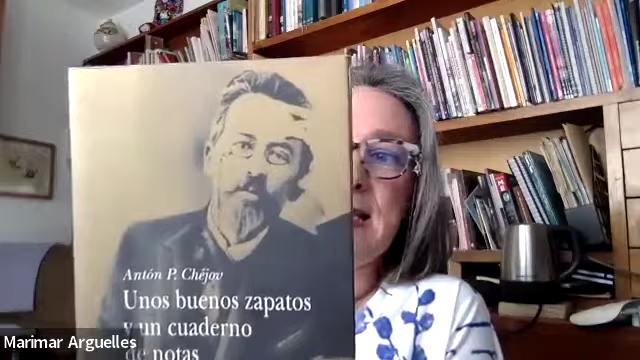 Antón P. Chéjov
Unos buenos zapatos
y un cuaderno
de notas
Marimar Arguelles